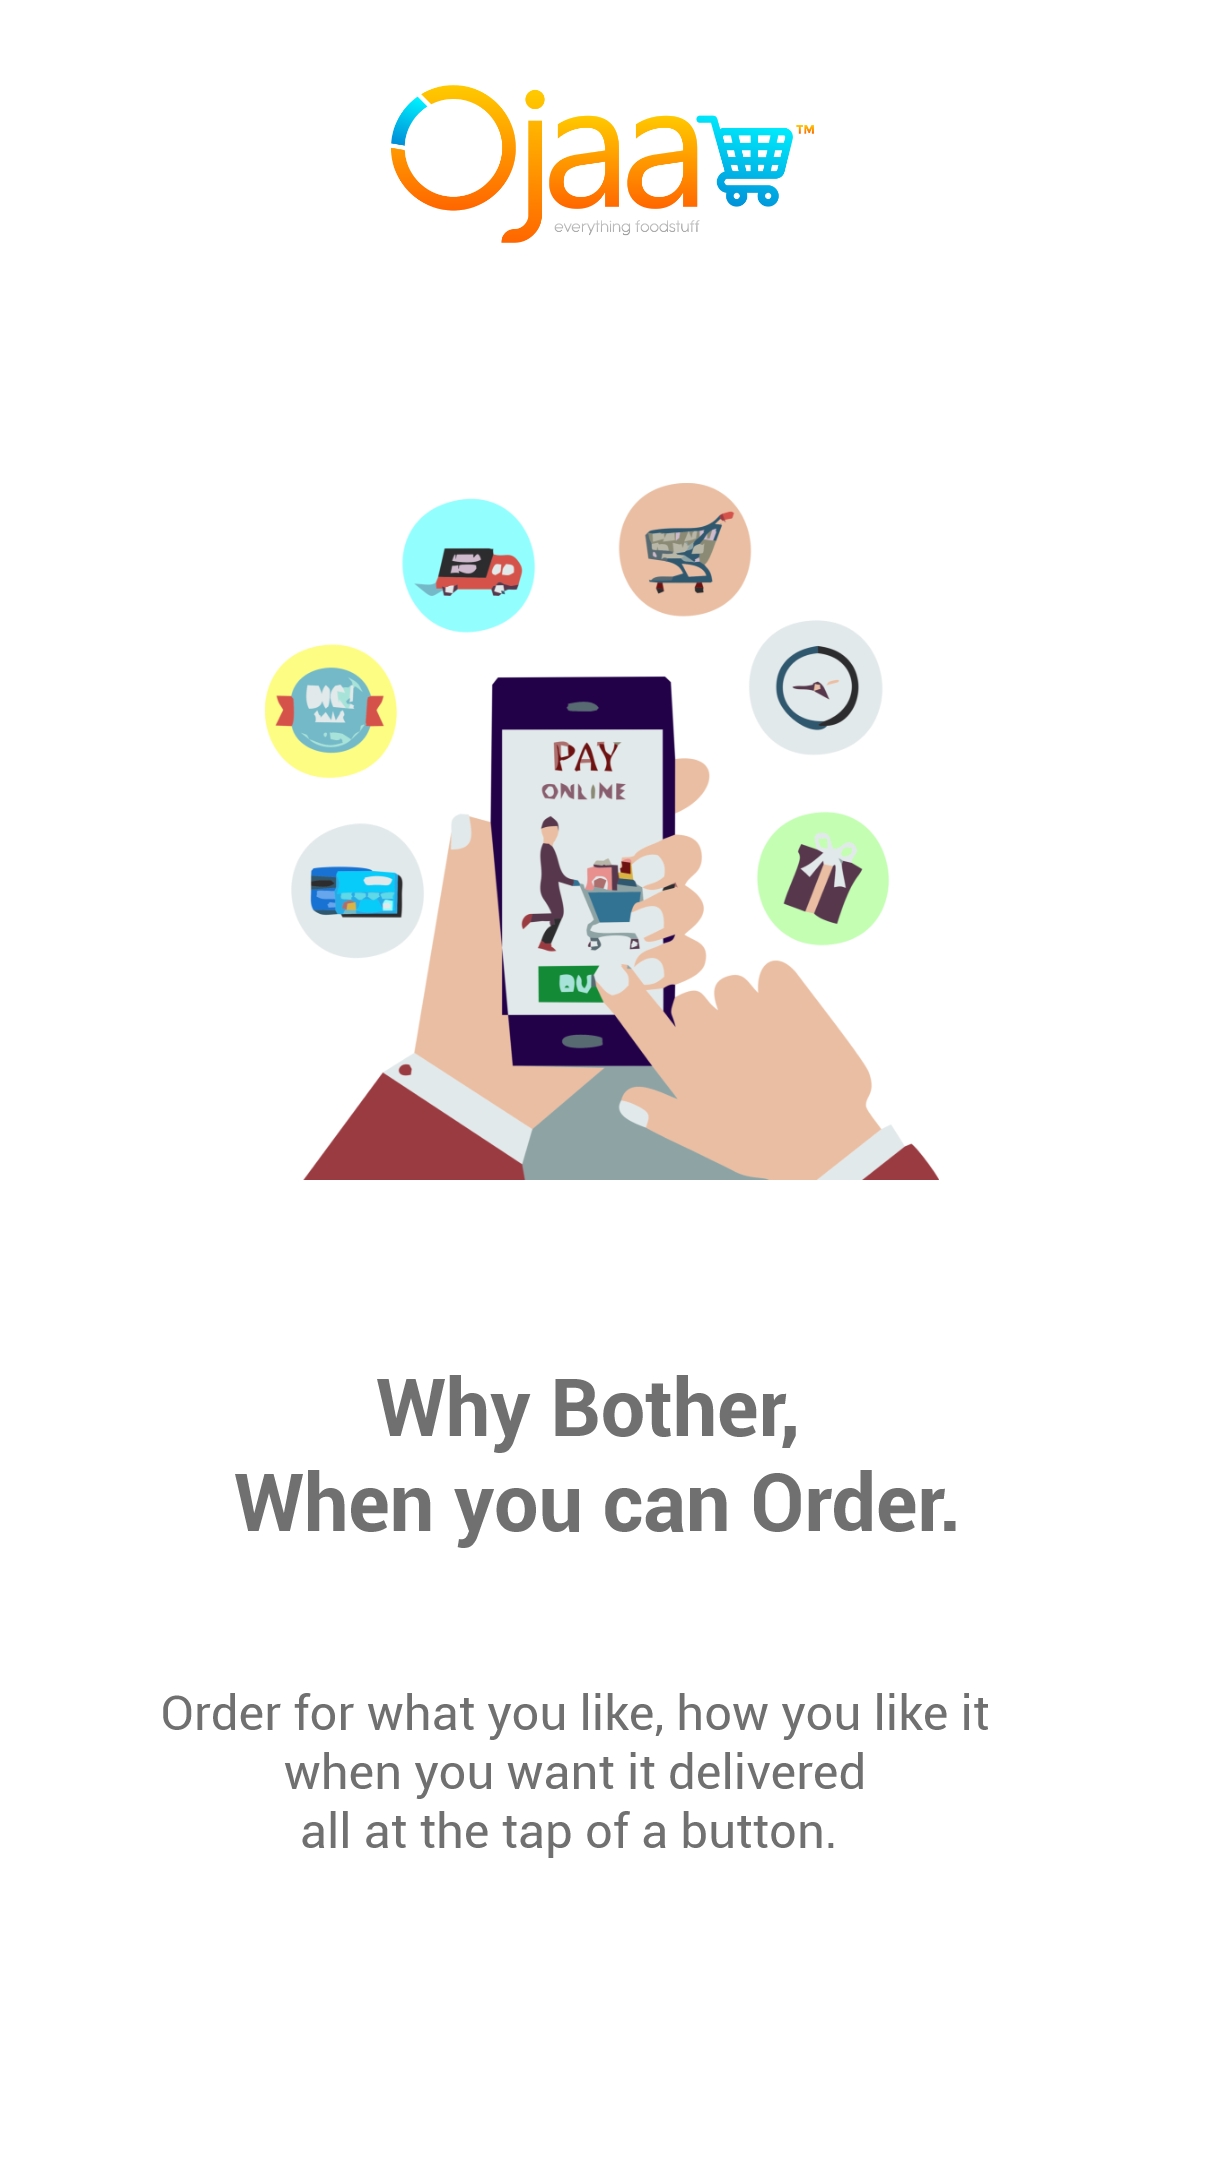 Ojaa™
everything foodstuff
PAY
ONLINE
Why Bother,
When you can Order.
Order for what you like, how you like it
when you want it delivered
all at the tap of a button.